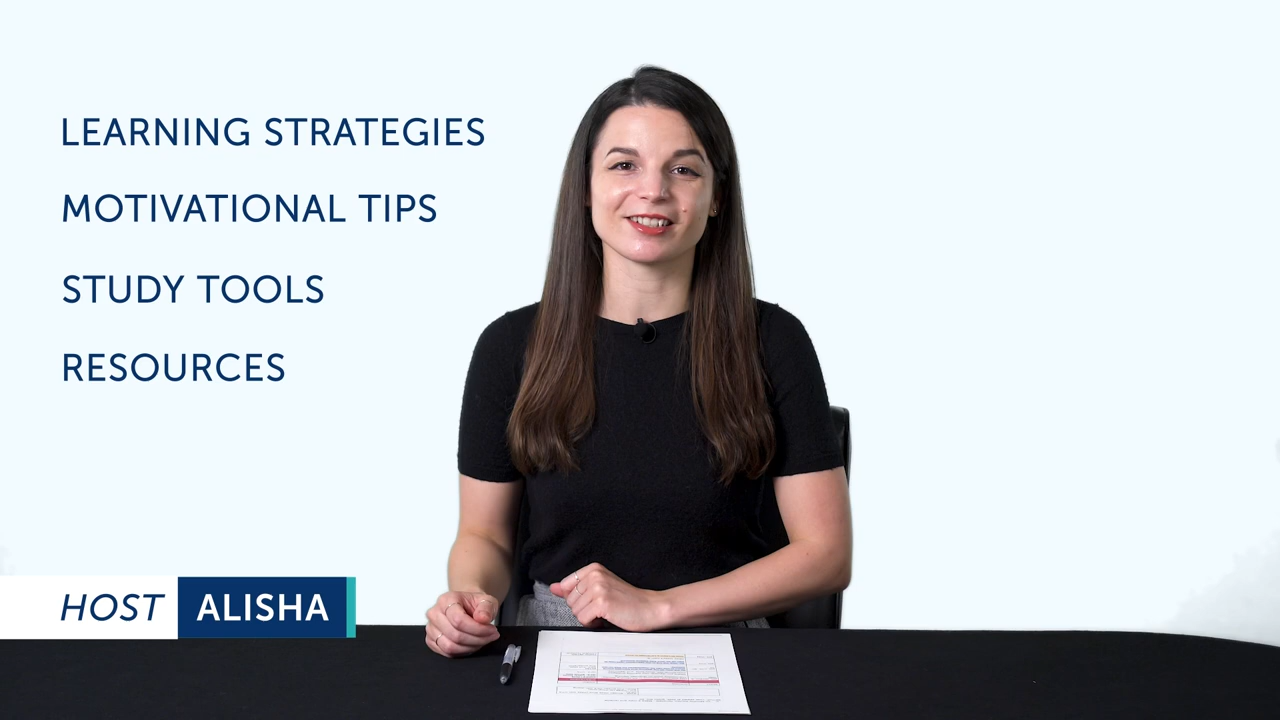 LEARNING STRATEGIES
MOTIVATIONAL TIPS
STUDY TOOLS
RESOURCES
HOST ALISHA